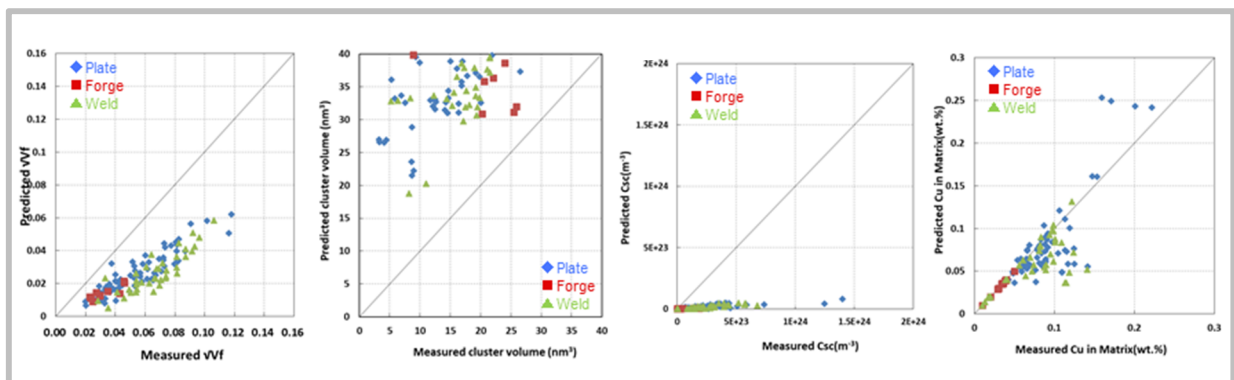 0.16
0.14
0.12
0.1
0.08
0.06
0.04
0.02
0
0.00 0.02 0.04 0.06 0.08 0.10 0.12 0.14 0.16
Predicted √Vf
Measured √Vf
Plate
Forge
Weld
40
35
30
25
20
15
10
5
0
0 5 10 15 20 25 30 35 40
Predicted cluster volume (nm³)
Measured cluster volume (nm³)
Plate
Forge
Weld
2E+24
1E+24
1E+24
5E+23
0
0 5E+23 1E+24 1E+24 2E+24
Predicted Csc(m⁻³)
Measured Csc(m⁻³)
Plate
Forge
Weld
0.3
0.25
0.2
0.15
0.1
0.05
0
0 0.1 0.2 0.3
Predicted Cu in Matrix(wt.%)
Measured Cu in Matrix(wt.%)
Plate
Forge
Weld